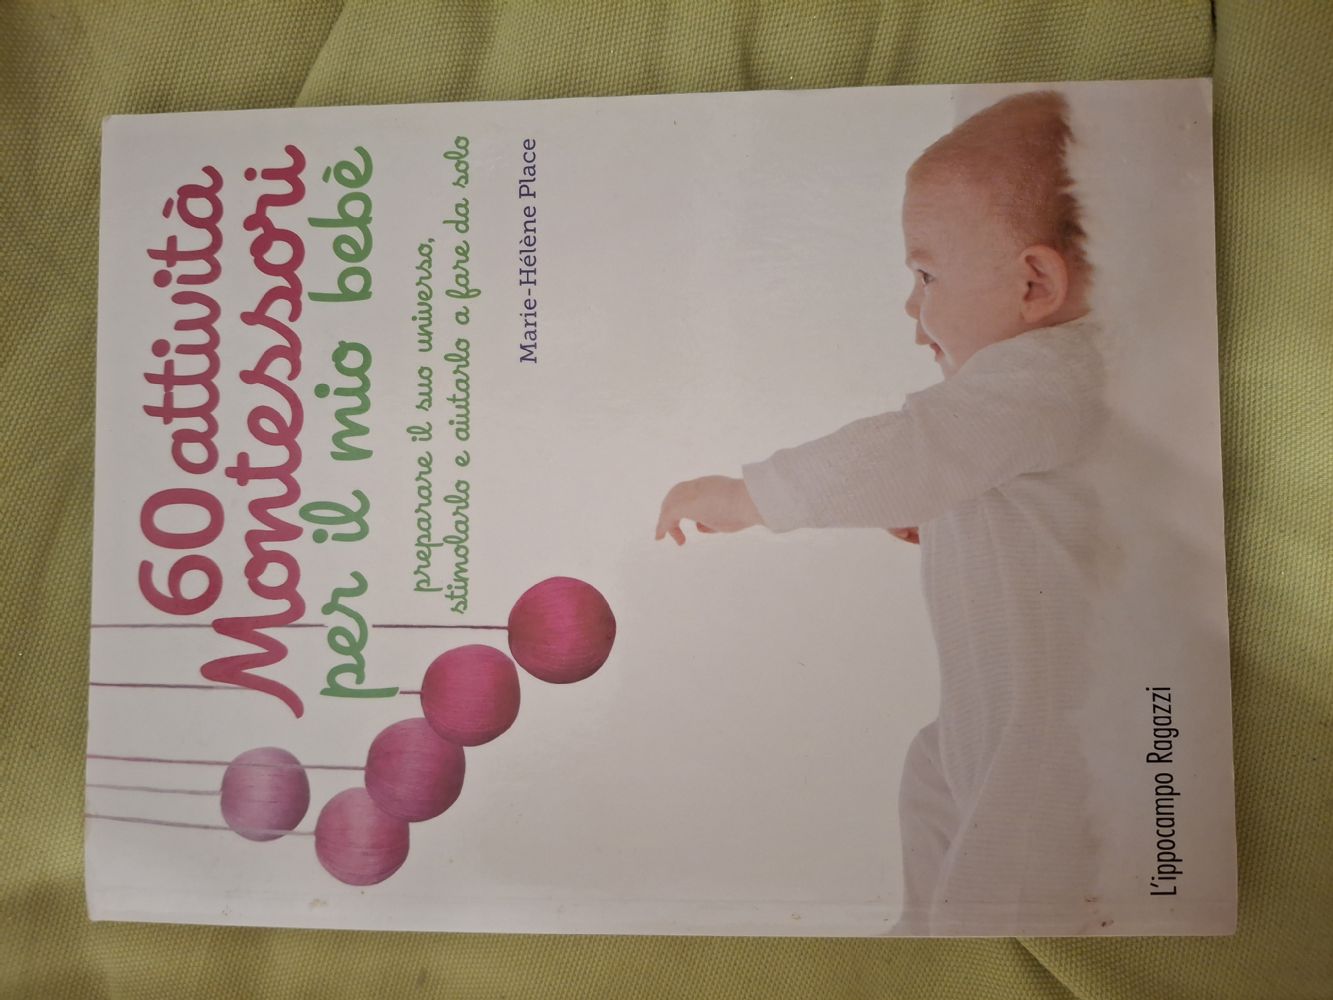 60 attività
Montessori
per il mio bebè
preparare il suo universo,
stimolarlo e aiutarlo a fare da solo
Marie-Hélène Place
L'ippocampo Ragazzi